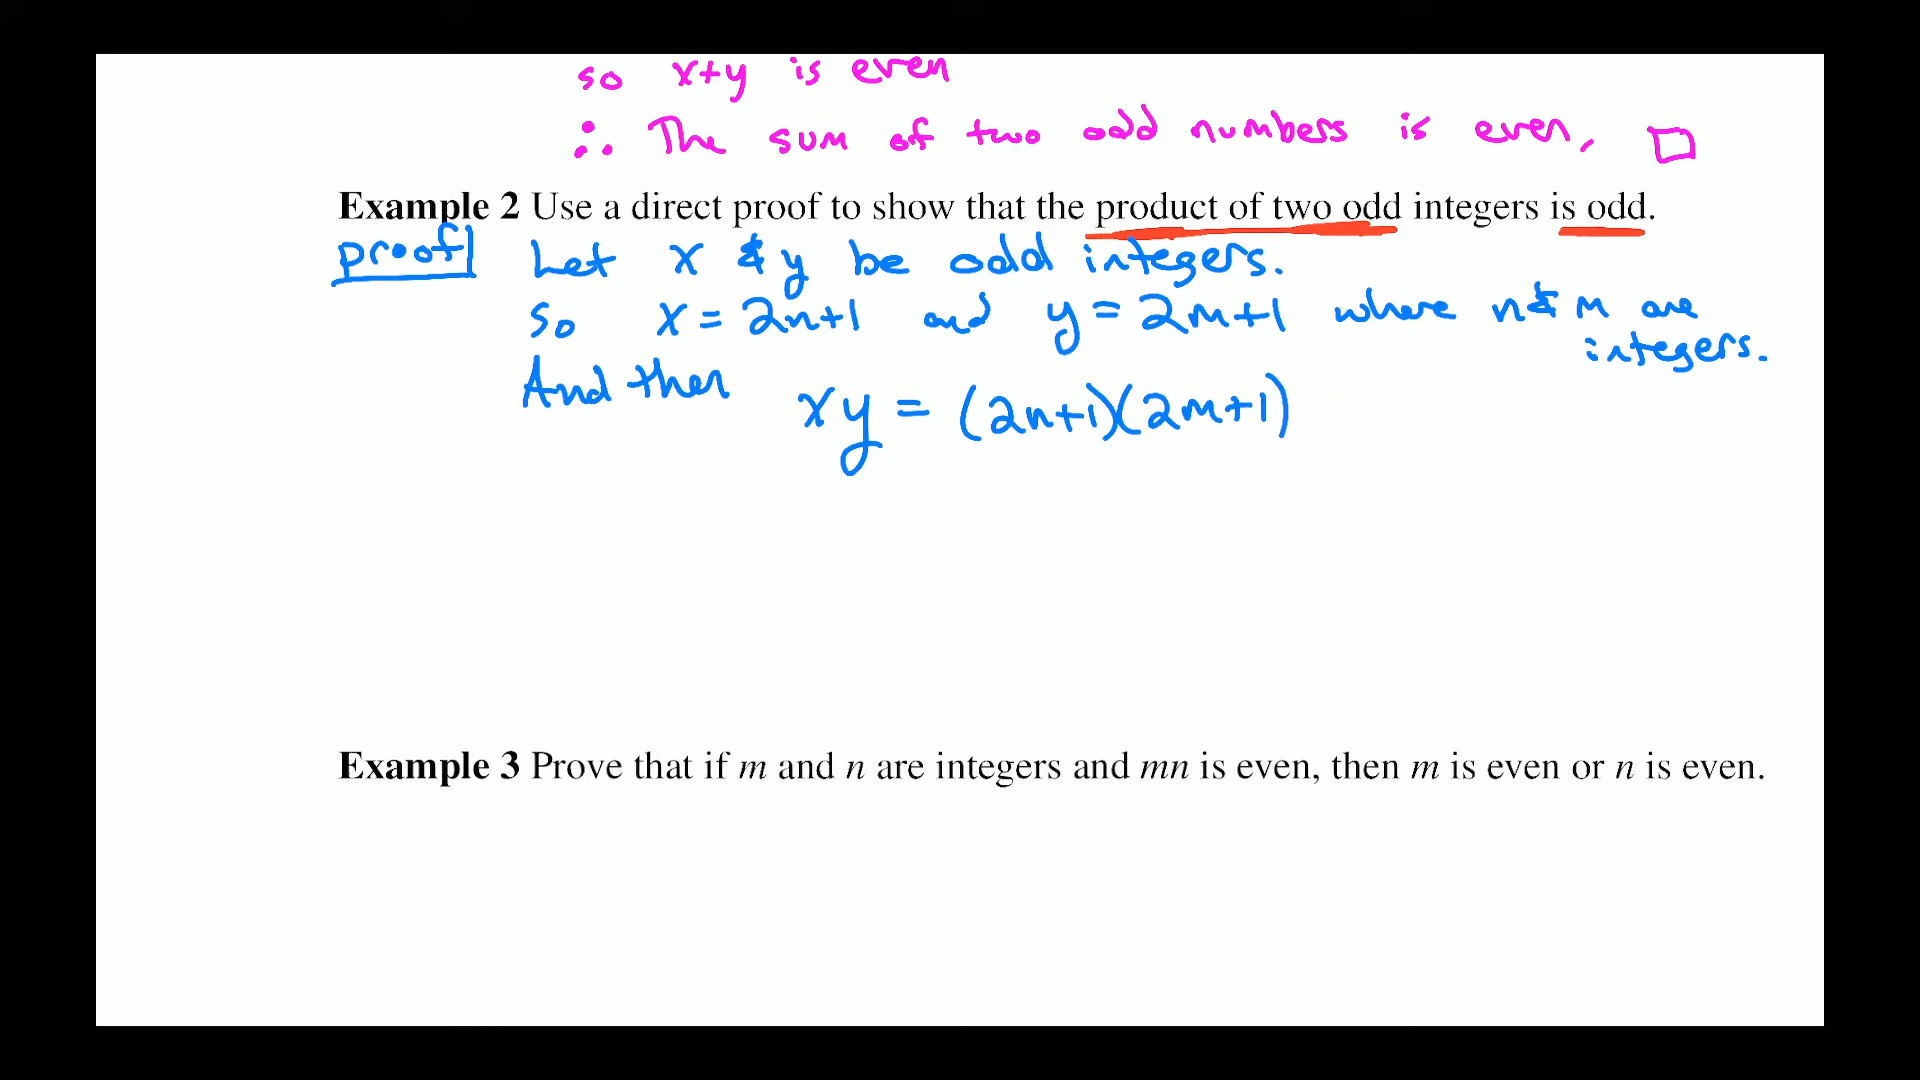 so x+y is even
∴ The sum of two odd numbers is even, □
Example 2 Use a direct proof to show that the product of two odd integers is odd.
proof| Let x & y be odd integers.
so x = 2n+1 and y = 2m+1 where n & m are
integers.
And then xy = (2n+1)(2m+1)
Example 3 Prove that if m and n are integers and mn is even, then m is even or n is even.